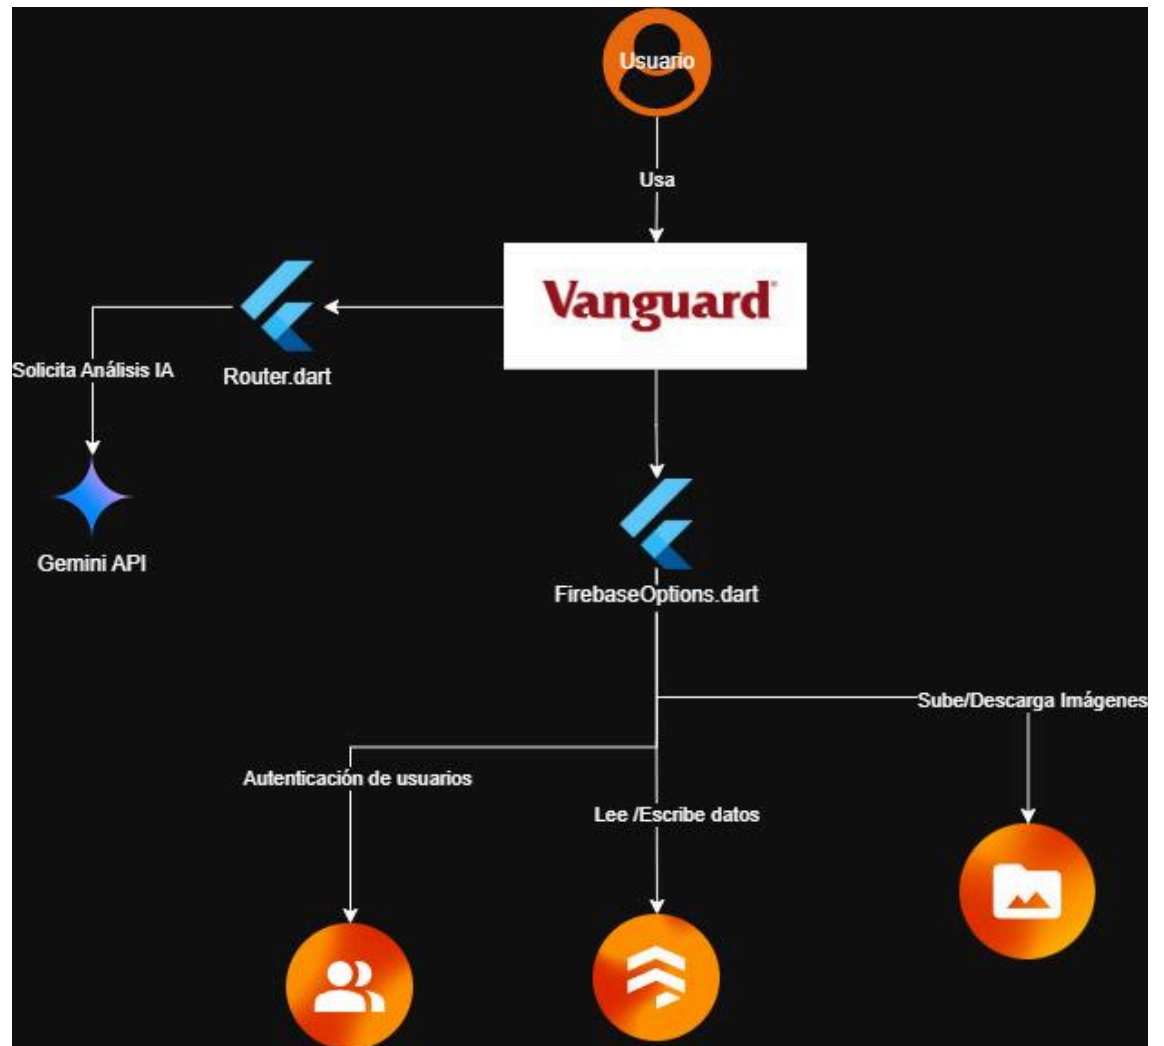 Usuario
Usa
Vanguard
Solicita Análisis IA
Router.dart
Gemini API
FirebaseOptions.dart
Sube/Descarga Imágenes
Autenticación de usuarios
Lee /Escribe datos